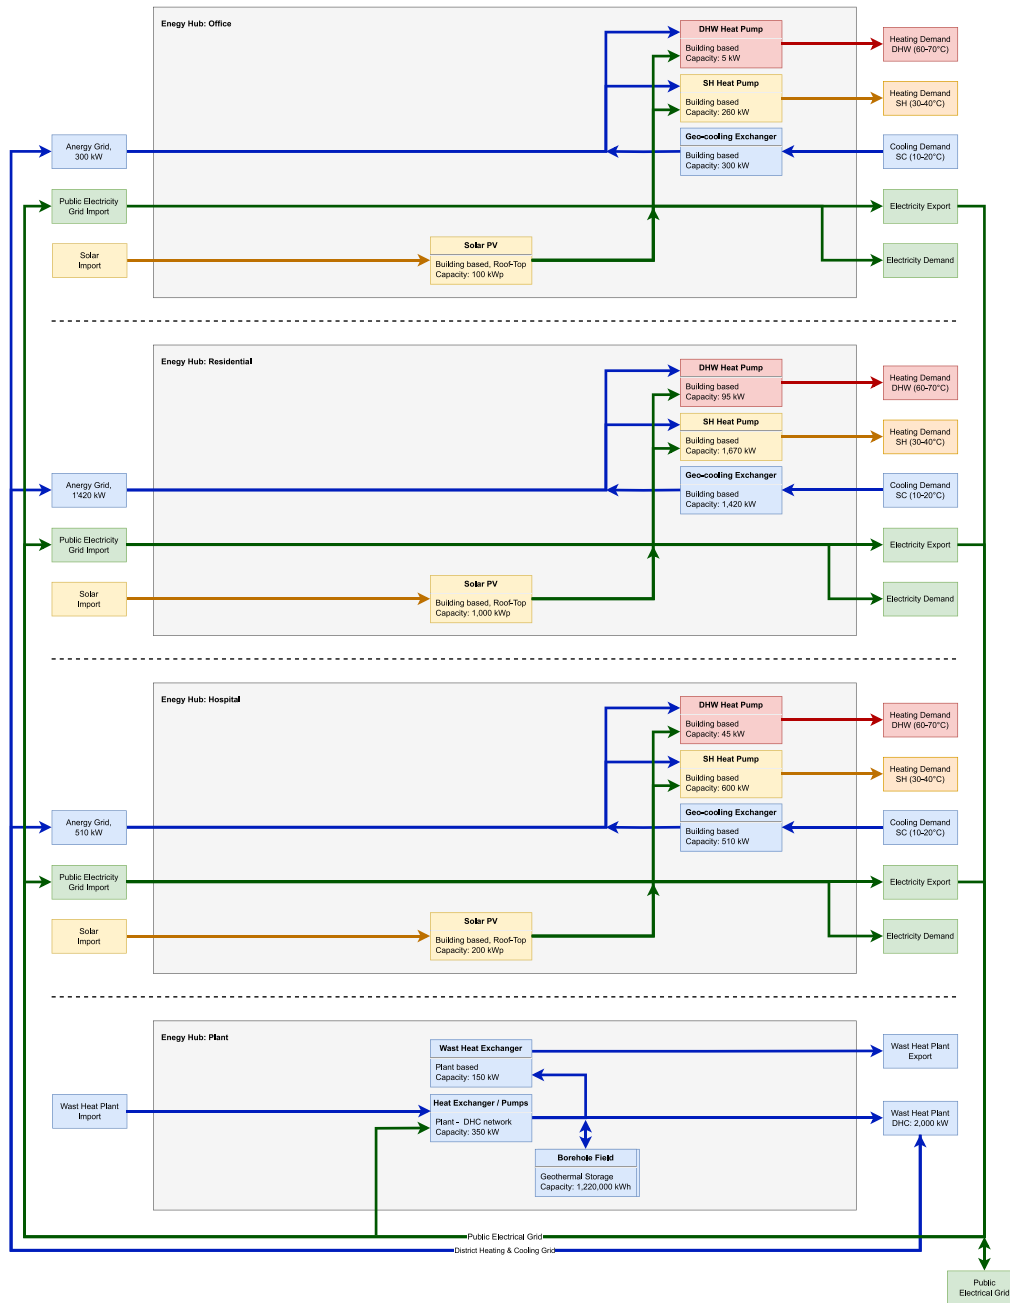 Enegy Hub: Office
DHW Heat Pump
Building based
Capacity: 5 kW
Heating Demand
DHW (60-70°C)
SH Heat Pump
Building based
Capacity: 260 kW
Heating Demand
SH (30-40°C)
Anergy Grid,
300 kW
Geo-cooling Exchanger
Building based
Capacity: 300 kW
Cooling Demand
SC (10-20°C)
Public Electricity
Grid Import
Electricity Export
Solar
Import
Solar PV
Building based, Roof-Top
Capacity: 100 kWp
Electricity Demand
Enegy Hub: Residential
DHW Heat Pump
Building based
Capacity: 95 kW
Heating Demand
DHW (60-70°C)
SH Heat Pump
Building based
Capacity: 1,670 kW
Heating Demand
SH (30-40°C)
Anergy Grid,
1'420 kW
Geo-cooling Exchanger
Building based
Capacity: 1,420 kW
Cooling Demand
SC (10-20°C)
Public Electricity
Grid Import
Electricity Export
Solar
Import
Solar PV
Building based, Roof-Top
Capacity: 1,000 kWp
Electricity Demand
Enegy Hub: Hospital
DHW Heat Pump
Building based
Capacity: 45 kW
Heating Demand
DHW (60-70°C)
SH Heat Pump
Building based
Capacity: 600 kW
Heating Demand
SH (30-40°C)
Anergy Grid,
510 kW
Geo-cooling Exchanger
Building based
Capacity: 510 kW
Cooling Demand
SC (10-20°C)
Public Electricity
Grid Import
Electricity Export
Solar
Import
Solar PV
Building based, Roof-Top
Capacity: 200 kWp
Electricity Demand
Enegy Hub: Plant
Wast Heat Exchanger
Plant based
Capacity: 150 kW
Wast Heat Plant
Export
Wast Heat Plant
Import
Heat Exchanger / Pumps
Plant - DHC network
Capacity: 350 kW
Wast Heat Plant
DHC: 2,000 kW
Borehole Field
Geothermal Storage
Capacity: 1,220,000 kWh
Public Electrical Grid
District Heating & Cooling Grid
Public
Electrical Grid